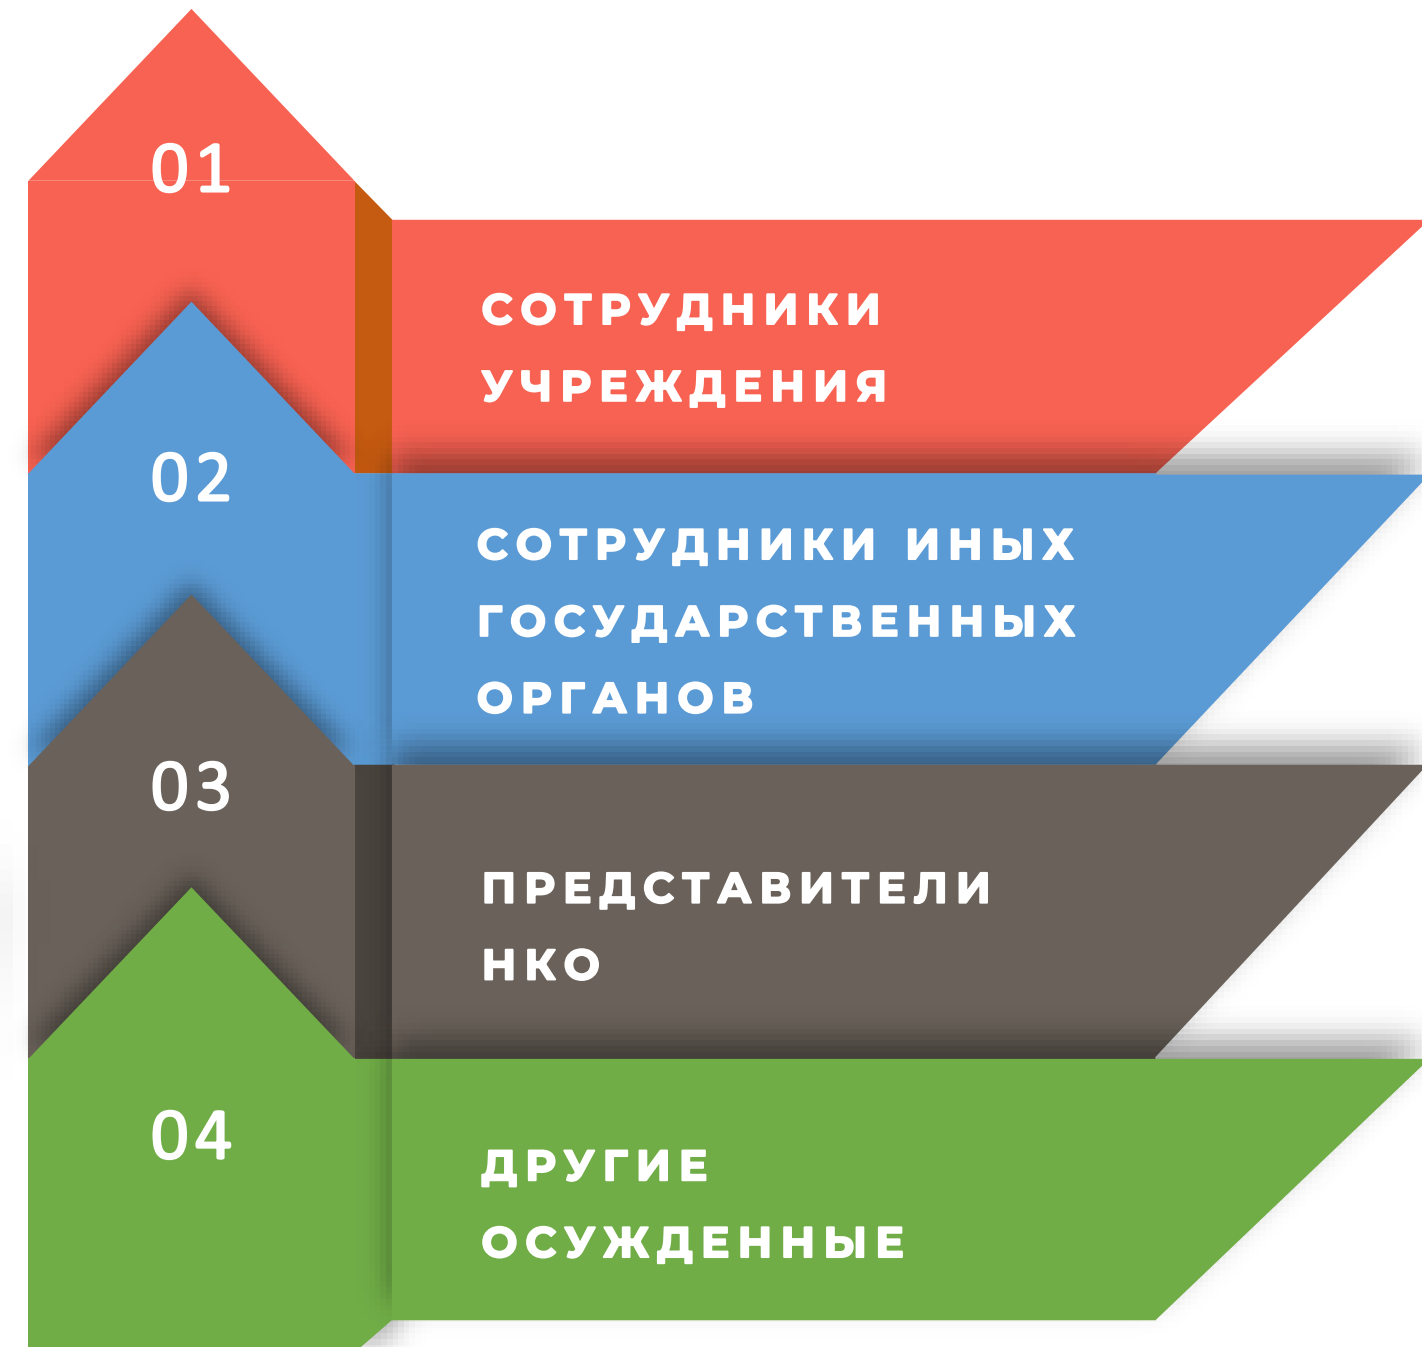 01
СОТРУДНИКИ
УЧРЕЖДЕНИЯ
02
СОТРУДНИКИ ИНЫХ
ГОСУДАРСТВЕННЫХ
ОРГАНОВ
03
ПРЕДСТАВИТЕЛИ
НКО
04
ДРУГИЕ
ОСУЖДЕННЫЕ